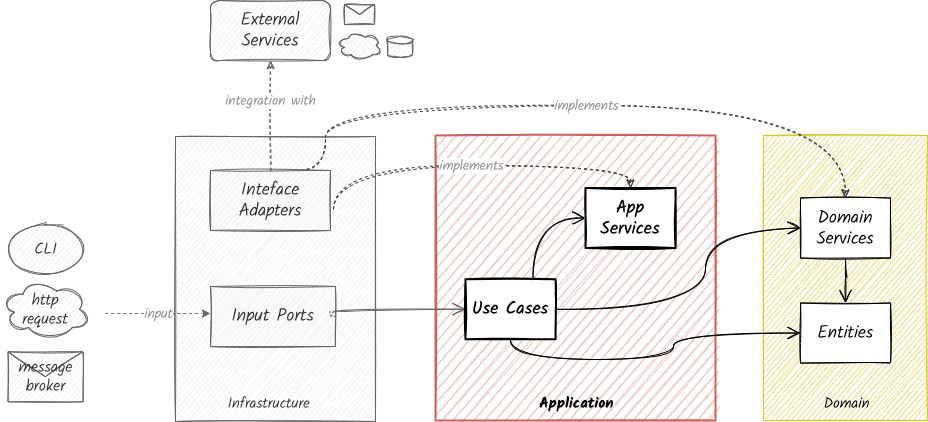 External
Services
integration with
implements
implements
Inteface
Adapters
App
Services
Domain
Services
CLI
http
request
message
broker
input
Input Ports
Use Cases
Entities
Infrastructure
Application
Domain